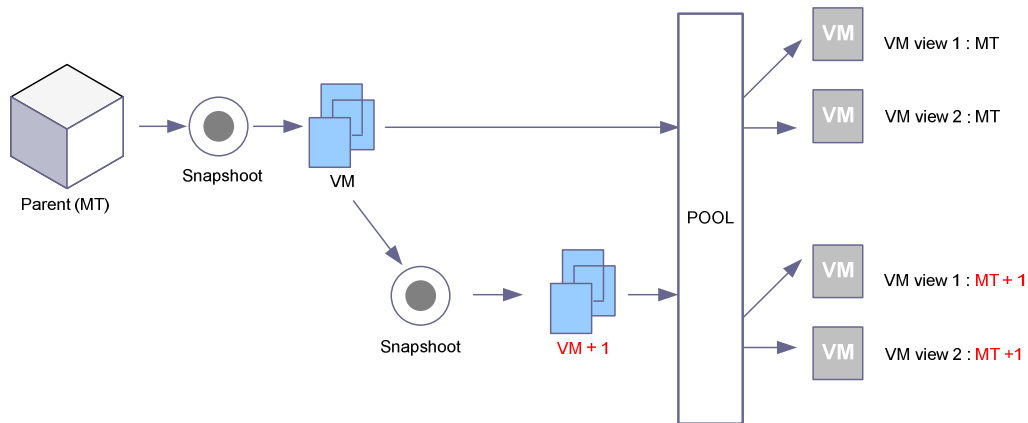 VM
VM view 1 : MT
VM
VM view 2 : MT
Snapshoot
VM
Parent (MT)
POOL
VM
VM view 1 : MT + 1
Snapshoot
VM + 1
VM
VM view 2 : MT +1